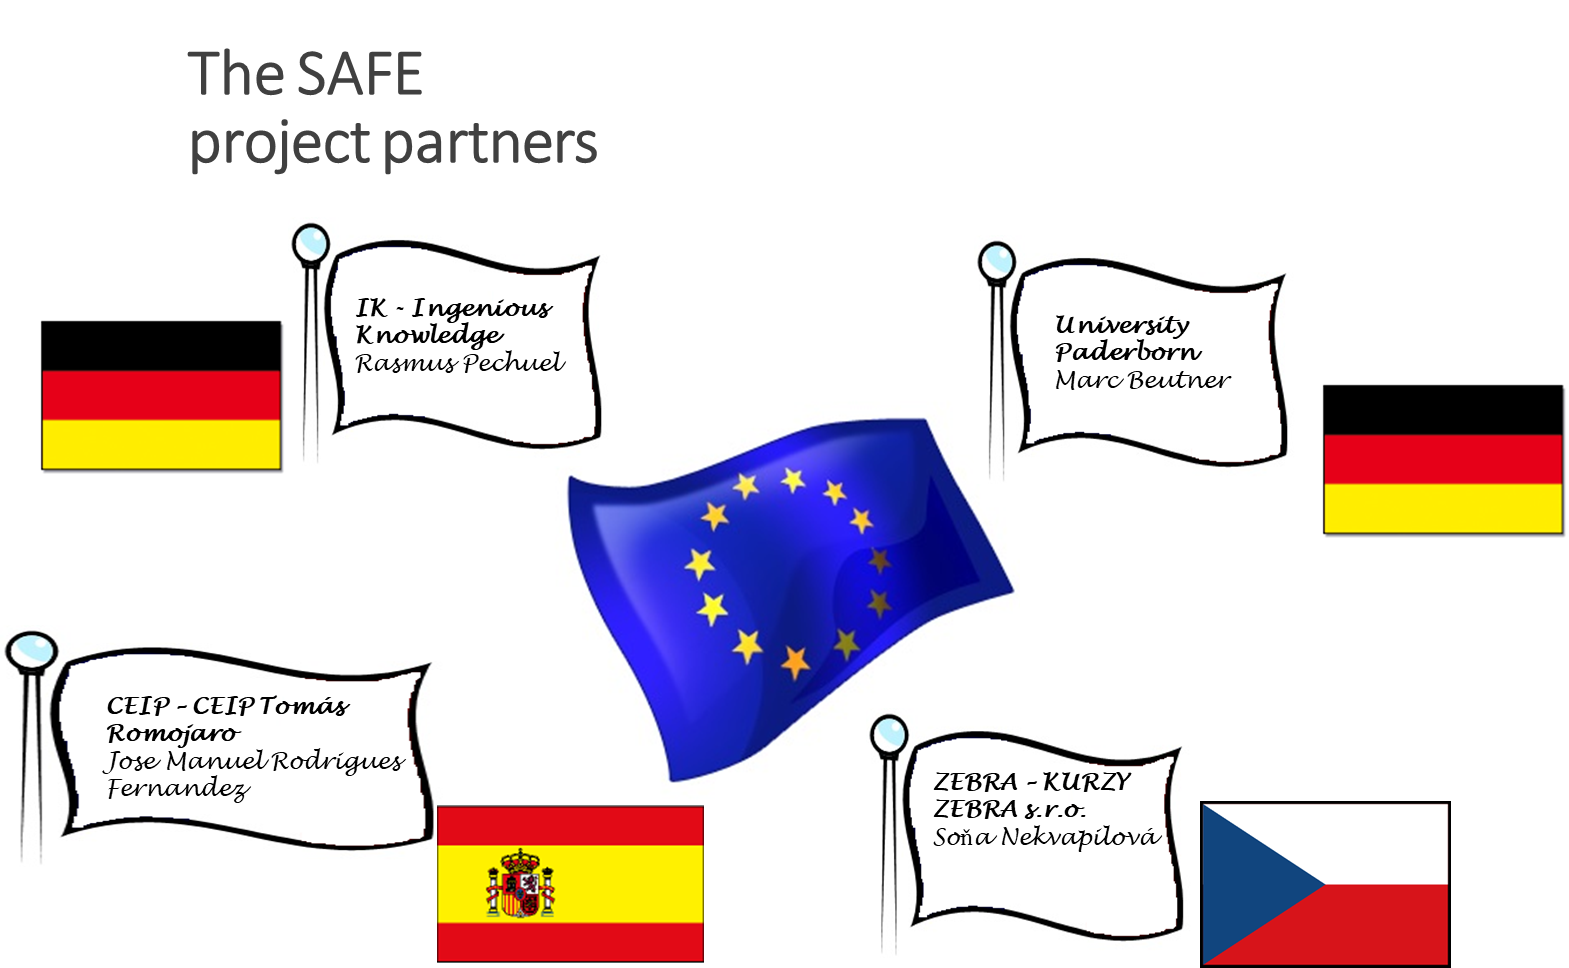 The SAFE
project partners
IK - Ingenious
Knowledge
Rasmus Pechuel
University
Paderborn
Marc Beutner
CEIP – CEIP Tomás
Romojaro
Jose Manuel Rodrigues
Fernandez
ZEBRA – KURZY
ZEBRA s.r.o.
Soňa Nekvapilová